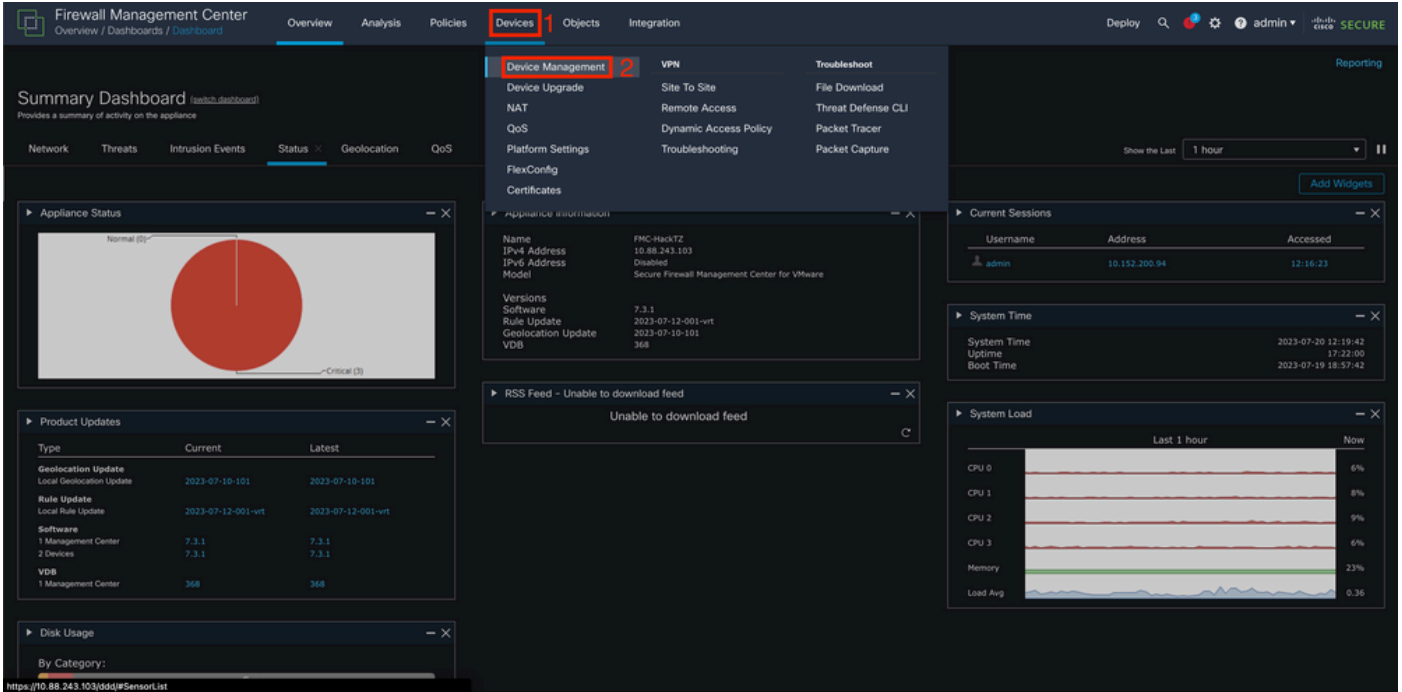 Firewall Management Center
Overview / Dashboards / Dashboard
Overview Analysis Policies Devices 1 Objects Integration
Deploy 3 ? admin ▾ cisco SECURE
Device Management 2
Device Upgrade
NAT
QoS
Platform Settings
FlexConfig
Certificates
VPN
Site To Site
Remote Access
Dynamic Access Policy
Troubleshooting
Troubleshoot
File Download
Threat Defense CLI
Packet Tracer
Packet Capture
Reporting
Summary Dashboard (switch dashboard)
Provides a summary of activity on the appliance
Network Threats Intrusion Events Status × Geolocation QoS
Show the Last 1 hour
Add Widgets
Appliance Status
Normal (0)
Critical (3)
Product Updates
Type Current Latest
Geolocation Update
Local Geolocation Update 2023-07-10-101 2023-07-10-101
Rule Update
Local Rule Update 2023-07-12-001-vrt 2023-07-12-001-vrt
Software
1 Management Center 7.3.1 7.3.1
2 Devices 7.3.1 7.3.1
VDB
1 Management Center 368 368
Disk Usage
By Category:
Appliance Information
Name FMC-HackTZ
IPv4 Address 10.88.243.103
IPv6 Address Disabled
Model Secure Firewall Management Center for VMware
Versions
Software 7.3.1
Rule Update 2023-07-12-001-vrt
Geolocation Update 2023-07-10-101
VDB 368
RSS Feed - Unable to download feed
Unable to download feed
Current Sessions
Username Address Accessed
admin 10.152.200.94 12:16:23
System Time
System Time 2023-07-20 12:19:42
Uptime 17:22:00
Boot Time 2023-07-19 18:57:42
System Load
Last 1 hour Now
CPU 0 6%
CPU 1 8%
CPU 2 9%
CPU 3 6%
Memory 23%
Load Avg 0.36
https://10.88.243.103/ddd/#SensorList